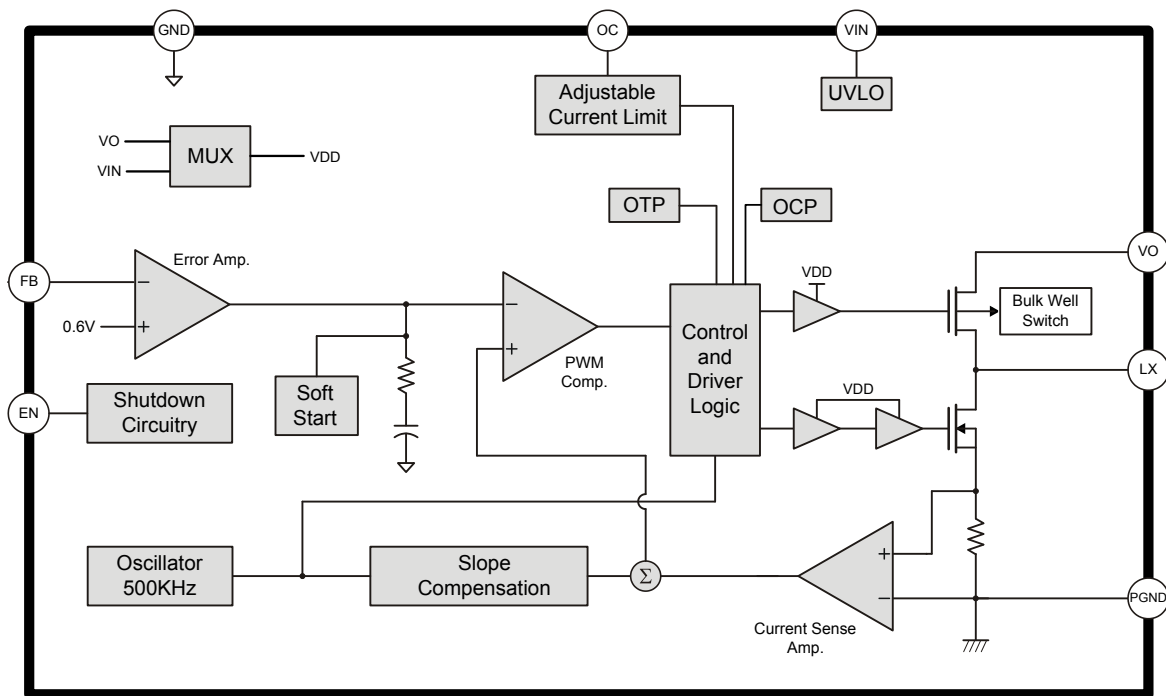 GND
OC
VIN
Adjustable
Current Limit
UVLO
VO
VIN
MUX
VDD
OTP
OCP
Error Amp.
FB
0.6V
VDD
VO
Bulk Well
Switch
Control
and
Driver
Logic
PWM
Comp.
LX
EN
Shutdown
Circuitry
Soft
Start
VDD
Oscillator
500KHz
Slope
Compensation
Σ
Current Sense
Amp.
PGND
−
+
−
+
+
−